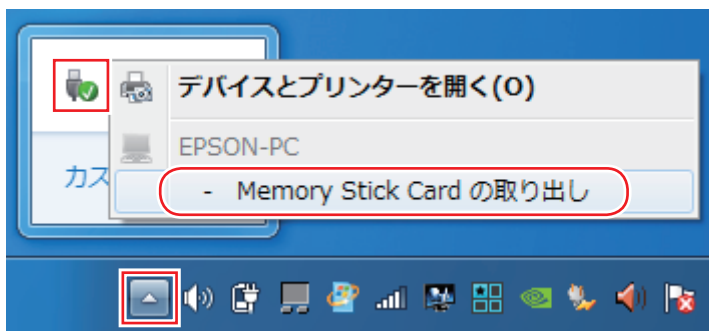 デバイスとプリンターを開く(O)
EPSON-PC
カス
- Memory Stick Card の取り出し